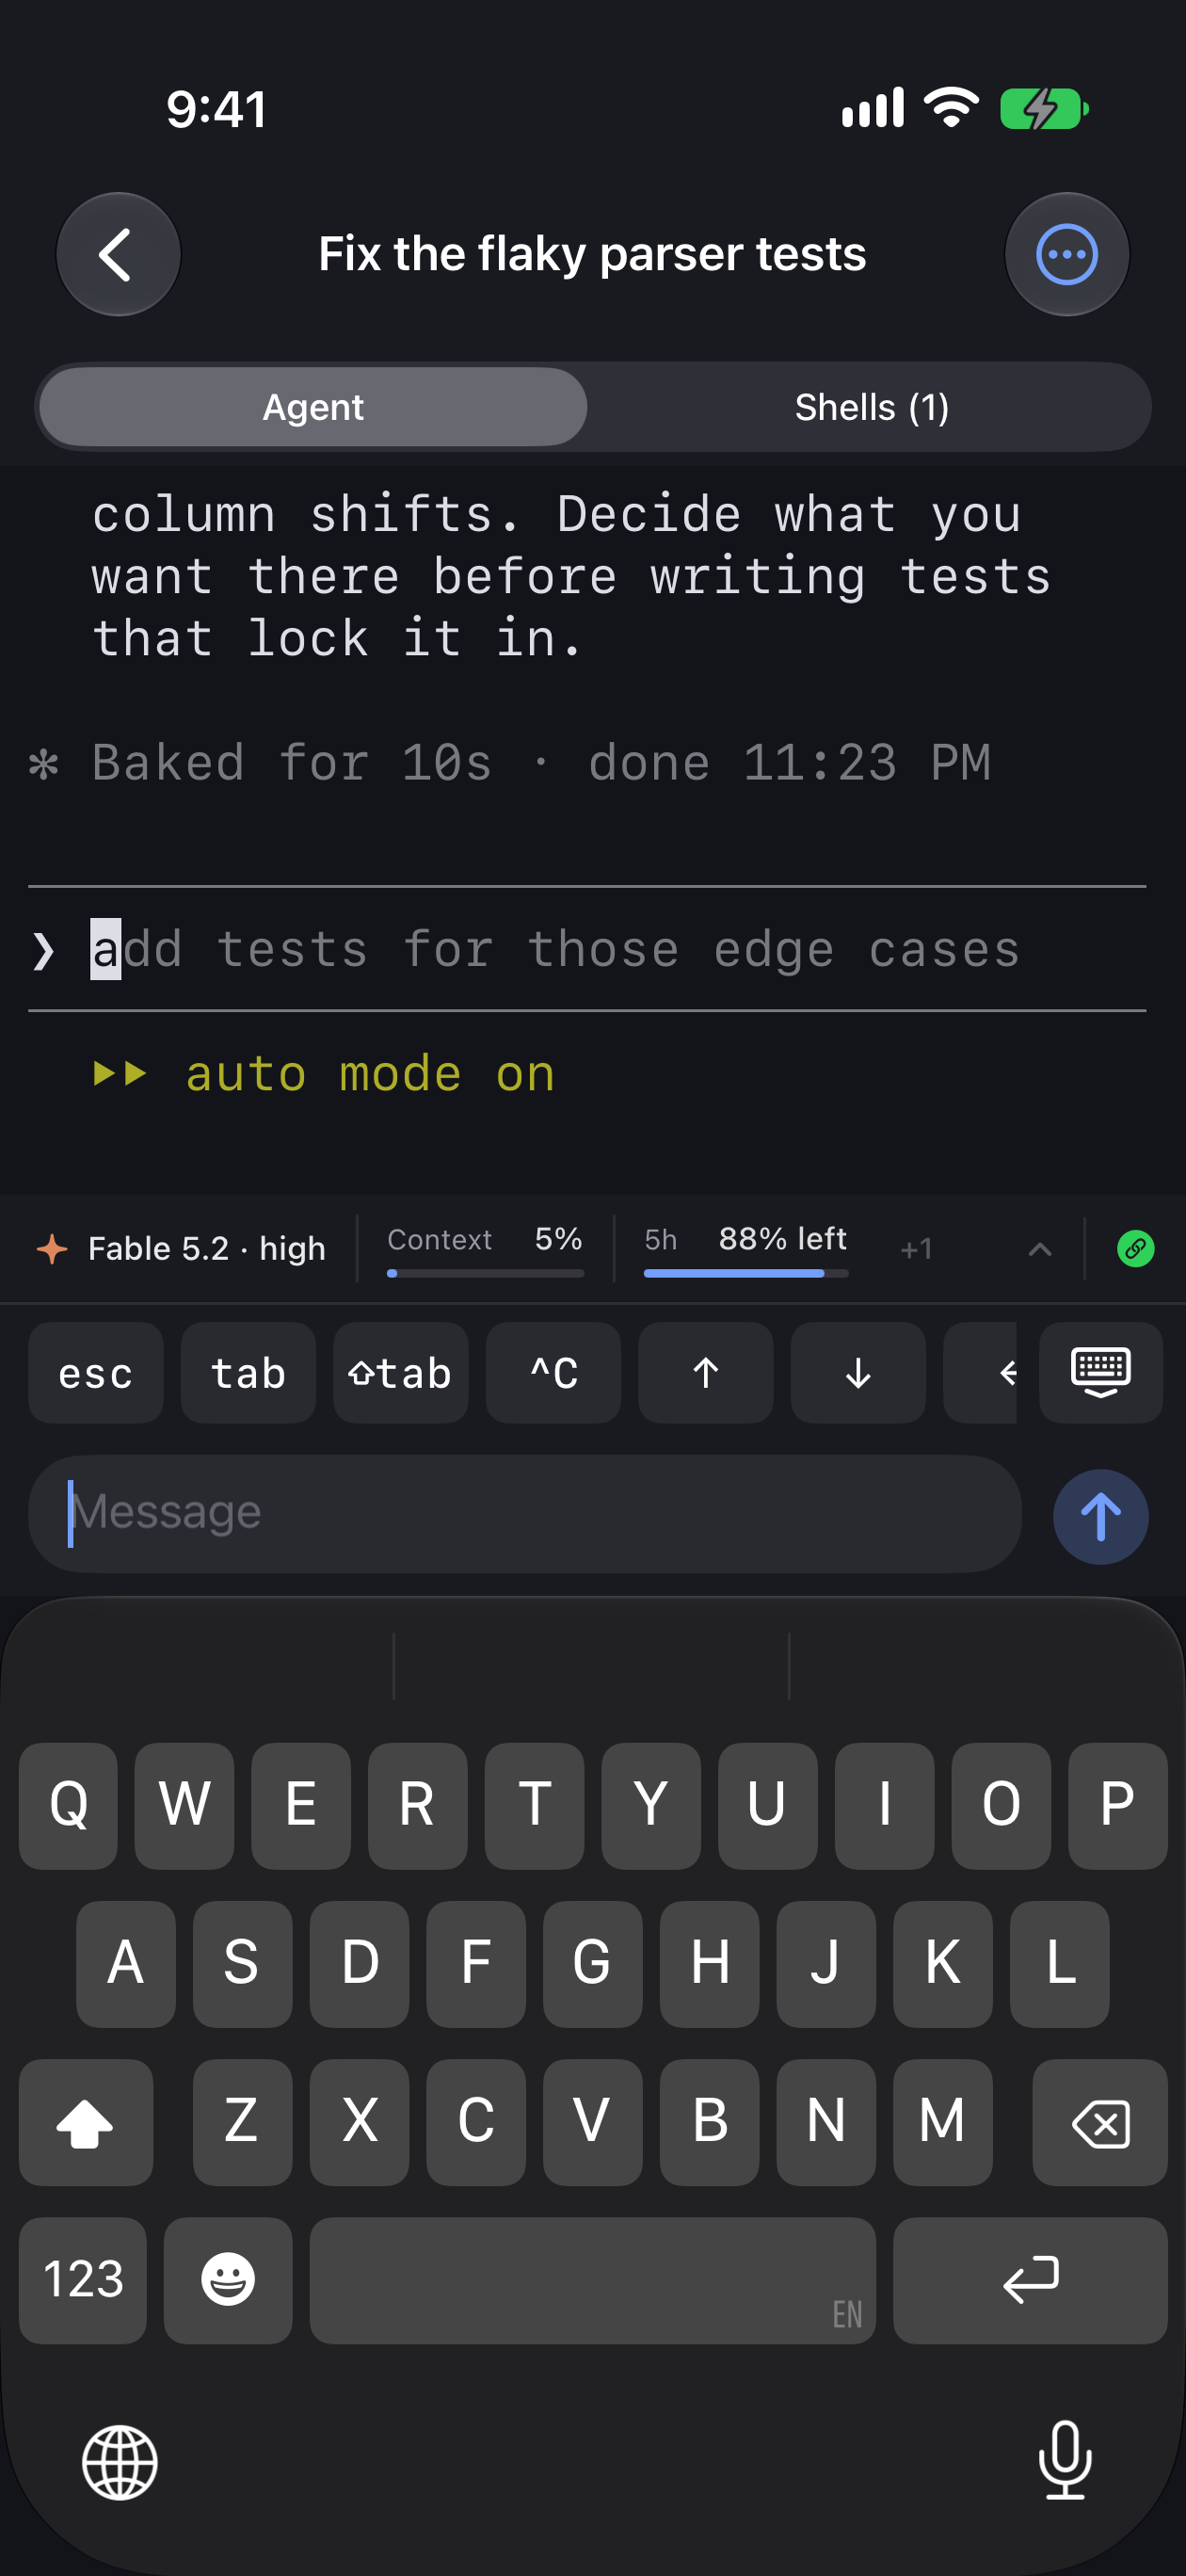 9:41
Fix the flaky parser tests
Agent
Shells (1)
column shifts. Decide what you
want there before writing tests
that lock it in.
✻ Baked for 10s · done 11:23 PM
❯ add tests for those edge cases
⏵⏵ auto mode on
Fable 5.2 · high
Context 5%
5h 88% left
+1
esc tab ⇧tab ^C ↑ ↓ ←
Message
Q W E R T Y U I O P
A S D F G H J K L
Z X C V B N M
123
EN